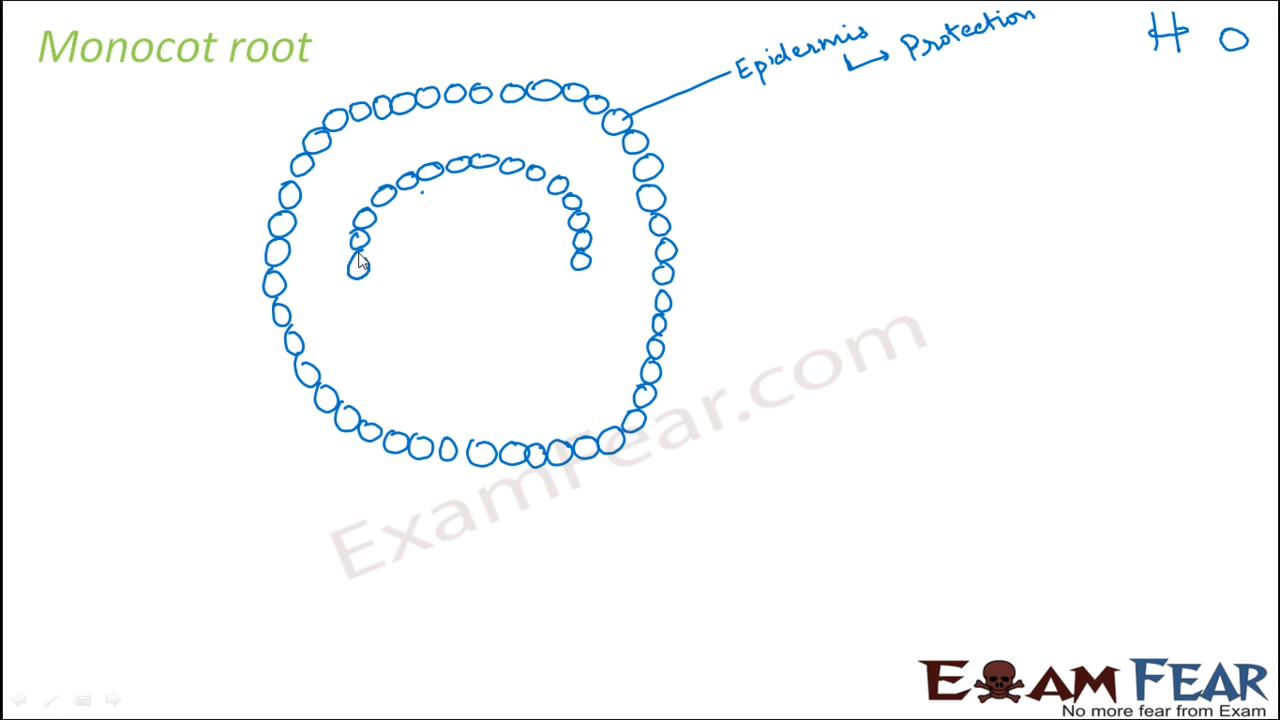 Monocot root
Epidermis
Protection
ExamFear.com
EXAM FEAR
No more fear from Exam